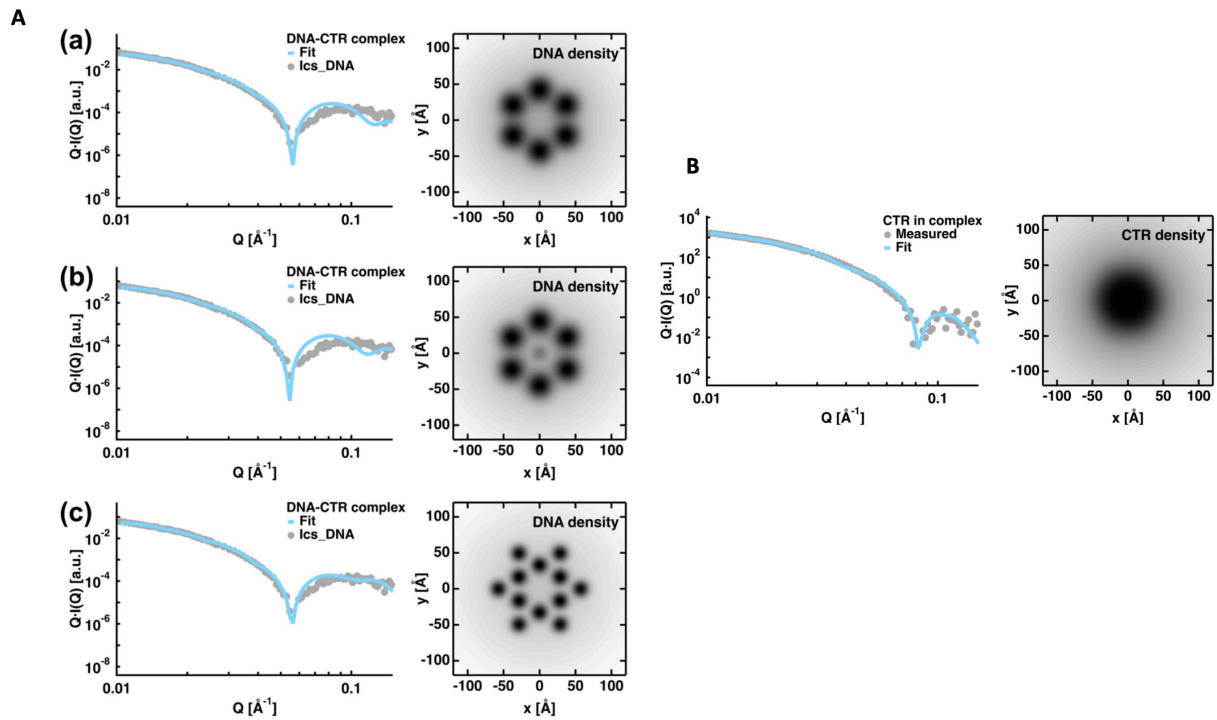 A
(a)
DNA-CTR complex
Fit
Ics_DNA
Q·I(Q) [a.u.]
10⁻²
10⁻⁴
10⁻⁶
10⁻⁸
0.01
0.1
Q [Å⁻¹]
DNA density
y [Å]
100
50
0
-50
-100
-100 -50 0 50 100
x [Å]
(b)
DNA-CTR complex
Fit
Ics_DNA
Q·I(Q) [a.u.]
10⁻²
10⁻⁴
10⁻⁶
10⁻⁸
0.01
0.1
Q [Å⁻¹]
DNA density
y [Å]
100
50
0
-50
-100
-100 -50 0 50 100
x [Å]
(c)
DNA-CTR complex
Fit
Ics_DNA
Q·I(Q) [a.u.]
10⁻²
10⁻⁴
10⁻⁶
10⁻⁸
0.01
0.1
Q [Å⁻¹]
DNA density
y [Å]
100
50
0
-50
-100
-100 -50 0 50 100
x [Å]
B
CTR in complex
Measured
Fit
Q·I(Q) [a.u.]
10⁴
10²
10⁰
10⁻²
10⁻⁴
0.01
0.1
Q [Å⁻¹]
CTR density
y [Å]
100
50
0
-50
-100
-100 -50 0 50 100
x [Å]